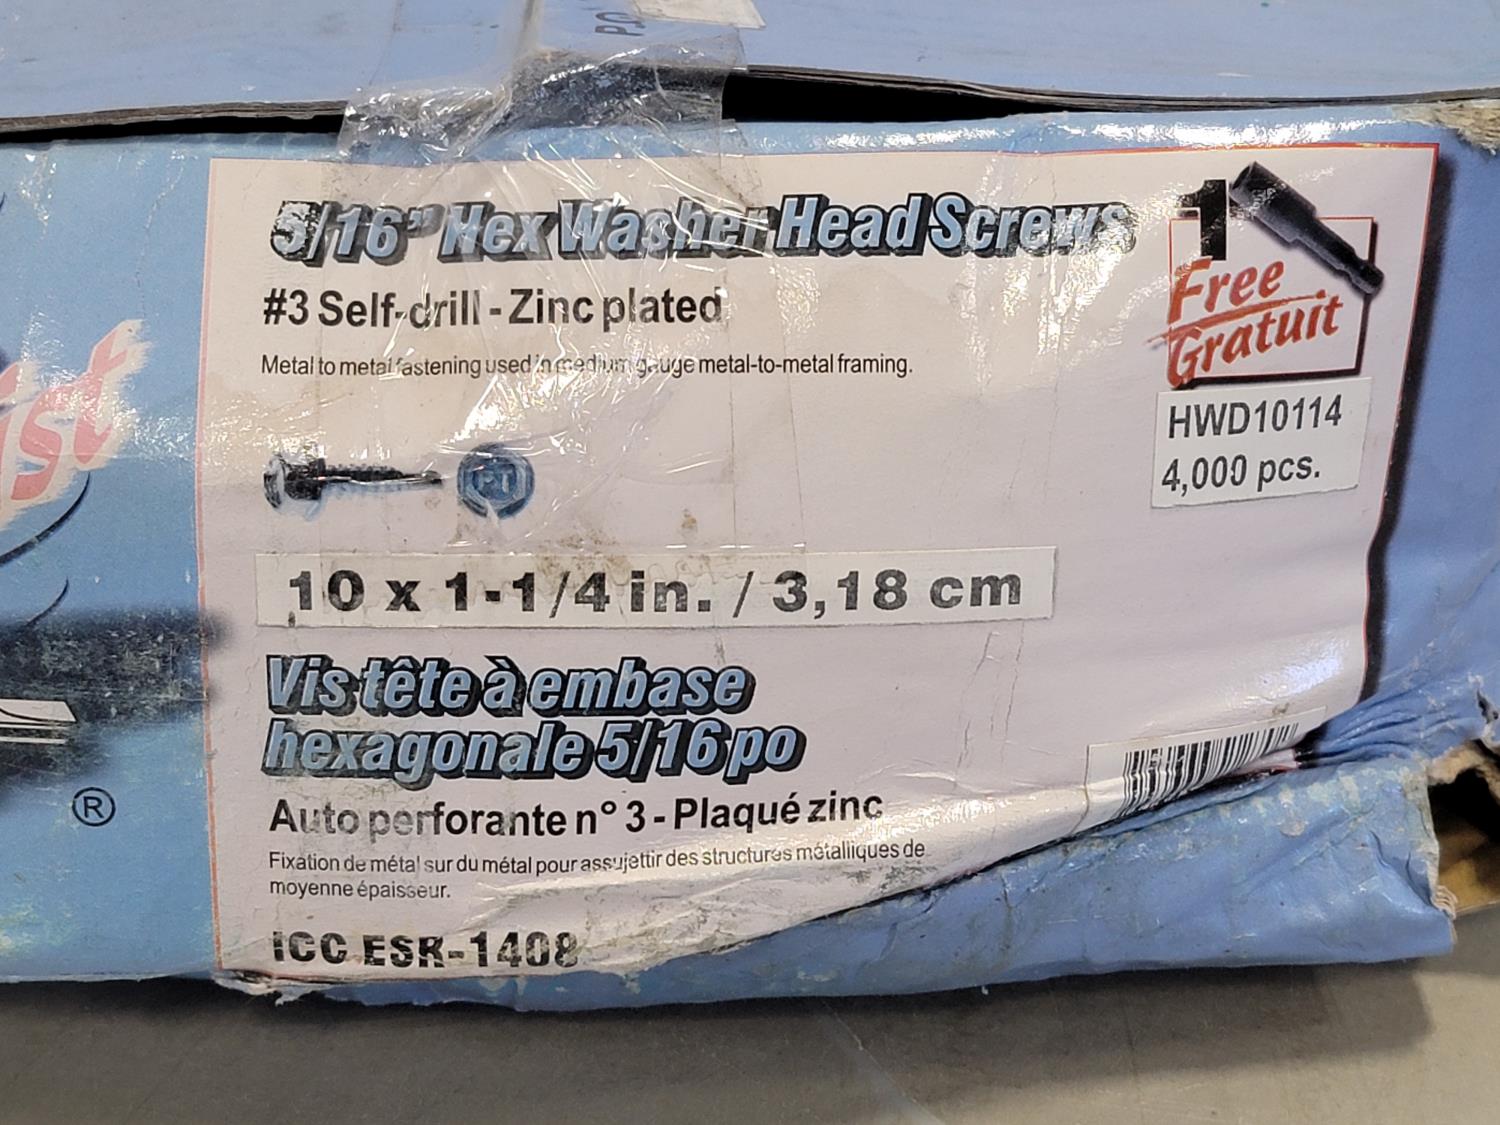 5/16" Hex Washer Head Screws
#3 Self-drill - Zinc plated
Metal to metal fastening used in medium gauge metal-to-metal framing.
1
Free
Gratuit
HWD10114
4,000 pcs.
PT
10 x 1-1/4 in. / 3,18 cm
Vis tête à embase
hexagonale 5/16 po
Auto perforante n° 3 - Plaqué zinc
Fixation de métal sur du métal pour assujettir des structures métalliques de
moyenne épaisseur.
ICC ESR-1408
®